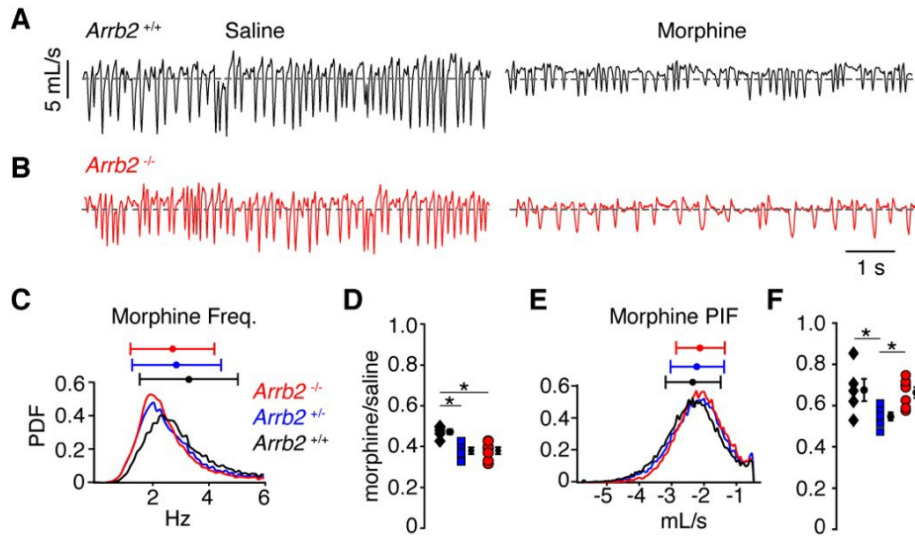 A
Arrb2 +/+
Saline
Morphine
5 mL/s
B
Arrb2 -/-
1 s
C
D
E
F
Morphine Freq.
Morphine PIF
PDF
0.6
0.4
0.2
0
2
4
6
Hz
Arrb2 -/-
Arrb2 +/-
Arrb2 +/+
morphine/saline
1.0
0.8
0.6
0.4
0.2
0
*
*
0.6
0.4
0.2
0
-5
-4
-3
-2
-1
mL/s
1.0
0.8
0.6
0.4
0.2
0
*
*